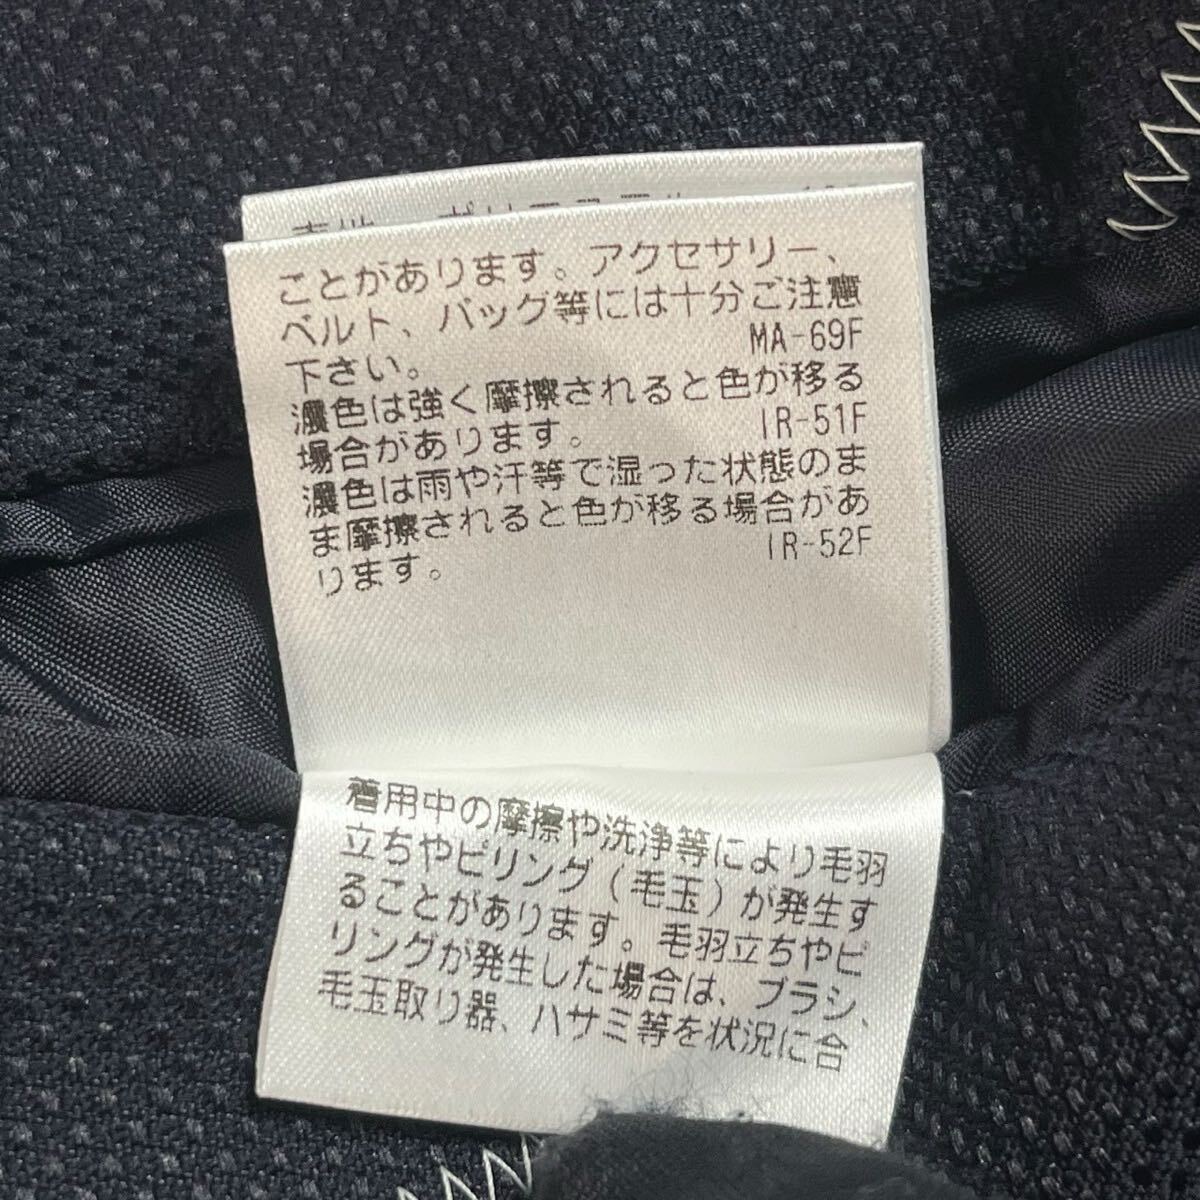 表地 ポリエステル
ことがあります。アクセサリー、
ベルト、バッグ等には十分ご注意
下さい。 MA-69F
濃色は強く摩擦されると色が移る
場合があります。 IR-51F
濃色は雨や汗等で湿った状態のま
ま摩擦されると色が移る場合があ
ります。 IR-52F
着用中の摩擦や洗浄等により毛羽
立ちやピリング(毛玉)が発生す
ることがあります。毛羽立ちやピ
リングが発生した場合は、ブラシ、
毛玉取り器、ハサミ等を状況に合